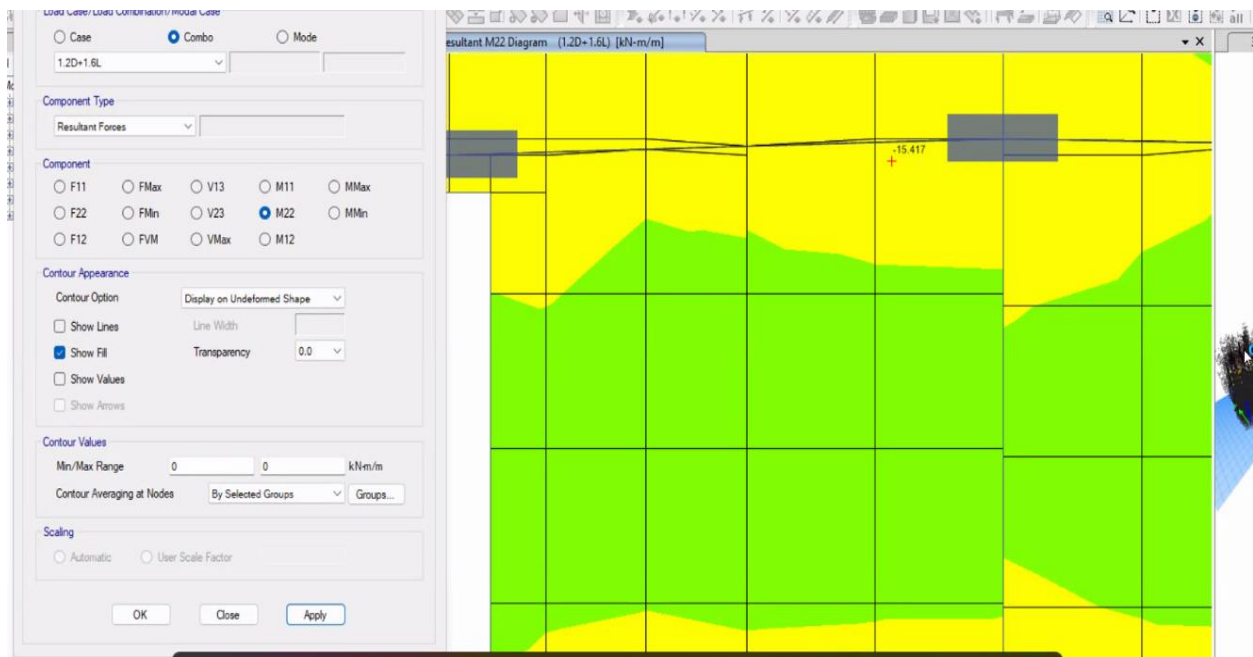 Load Case/Load Combination/Modal Case
Case Combo Mode
1.2D+1.6L
Component Type
Resultant Forces
Component
F11 FMax V13 M11 MMax
F22 FMin V23 M22 MMin
F12 FVM VMax M12
Contour Appearance
Contour Option Display on Undeformed Shape
Show Lines Line Width
Show Fill Transparency 0.0
Show Values
Show Arrows
Contour Values
Min/Max Range 0 0 kN-m/m
Contour Averaging at Nodes By Selected Groups Groups...
Scaling
Automatic User Scale Factor
OK Close Apply
esultant M22 Diagram (1.2D+1.6L) [kN-m/m]
X
-15.417
all